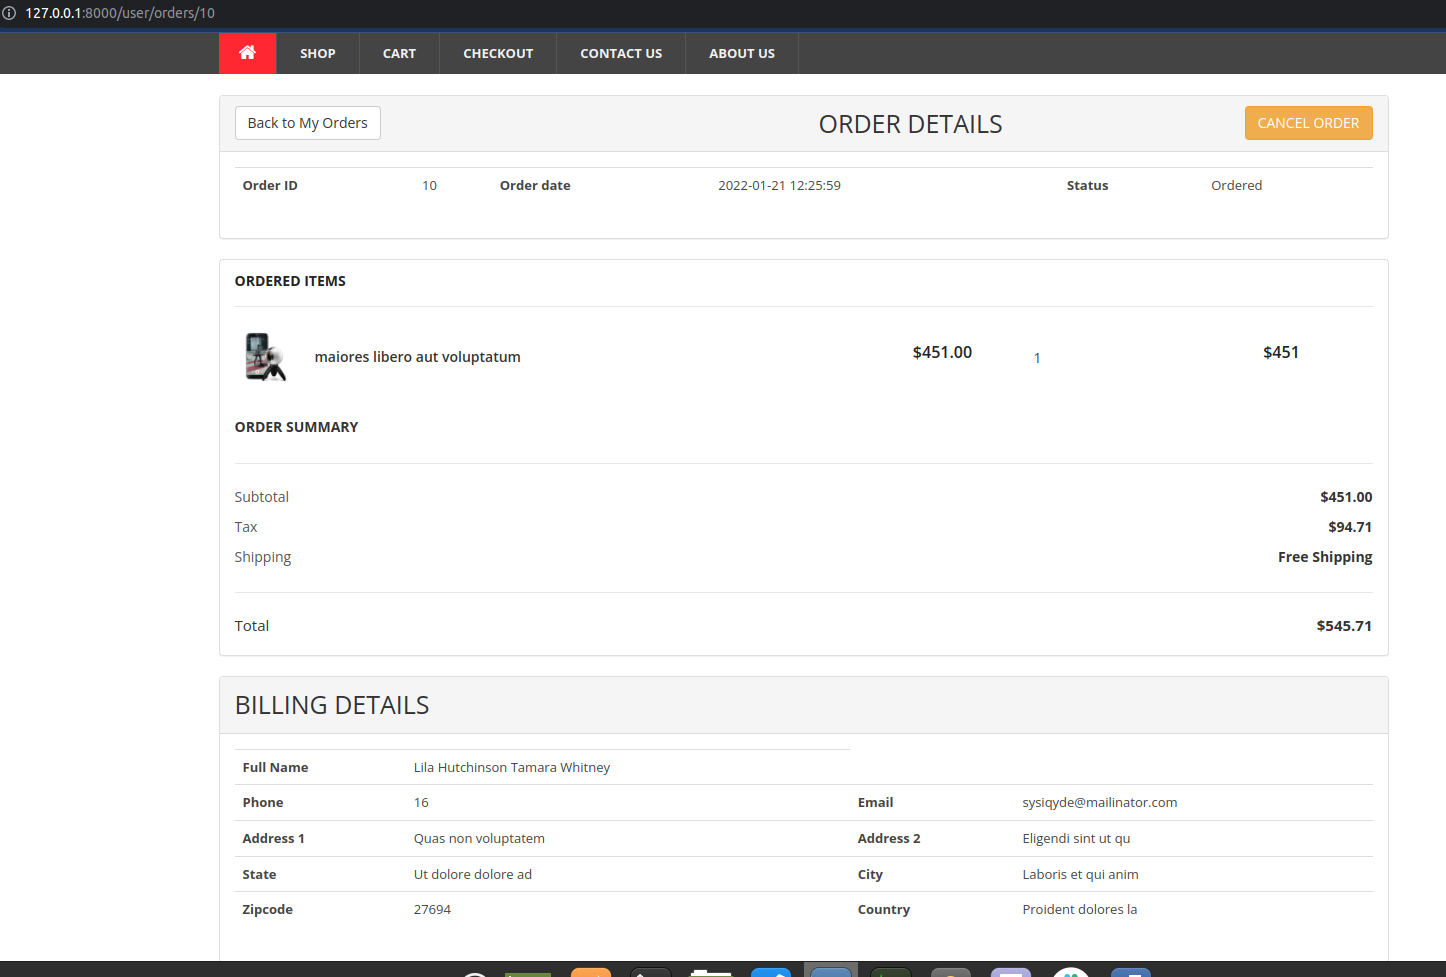 127.0.0.1:8000/user/orders/10
SHOP CART CHECKOUT CONTACT US ABOUT US
Back to My Orders ORDER DETAILS CANCEL ORDER
Order ID 10 Order date 2022-01-21 12:25:59 Status Ordered
ORDERED ITEMS
maiores libero aut voluptatum $451.00 1 $451
ORDER SUMMARY
Subtotal $451.00
Tax $94.71
Shipping Free Shipping
Total $545.71
BILLING DETAILS
Full Name Lila Hutchinson Tamara Whitney
Phone 16 Email sysiqyde@mailinator.com
Address 1 Quas non voluptatem Address 2 Eligendi sint ut qu
State Ut dolore dolore ad City Laboris et qui anim
Zipcode 27694 Country Proident dolores la